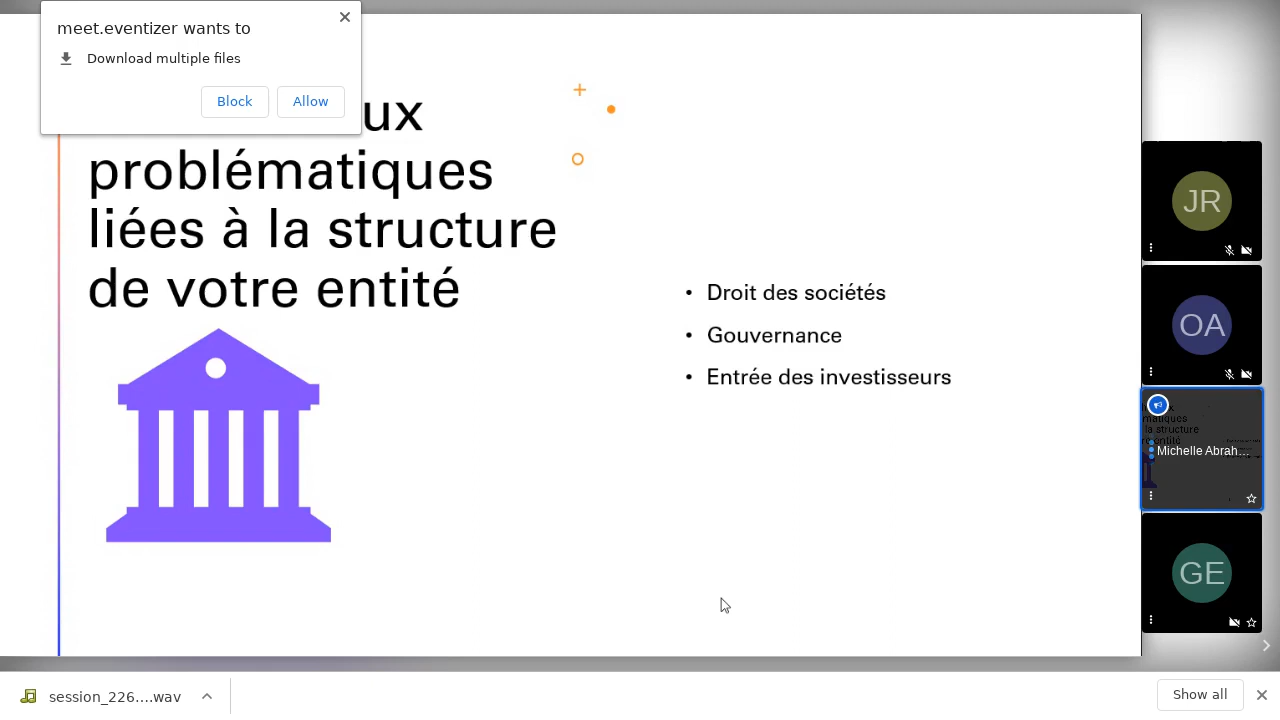 meet.eventizer wants to
Download multiple files
Block
Allow
ux
problématiques
liées à la structure
de votre entité
• Droit des sociétés
• Gouvernance
• Entrée des investisseurs
JR
OA
Michelle Abrah...
GE
session_226....wav
Show all